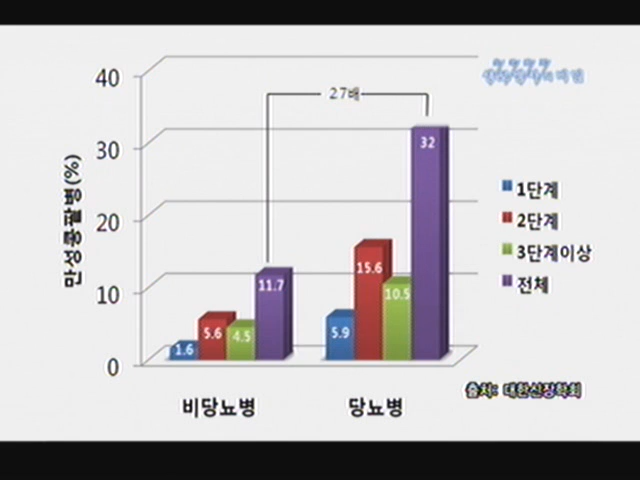 40
30
20
10
0
만성콩팥병(%)
27배
1.6
5.6
4.5
11.7
5.9
15.6
10.5
32
비당뇨병
당뇨병
1단계
2단계
3단계이상
전체
출처: 대한신장학회